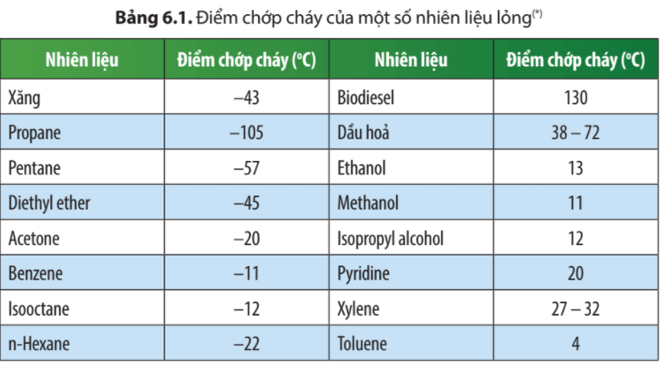 Bảng 6.1. Điểm chớp cháy của một số nhiên liệu lỏng(*)
Nhiên liệu Điểm chớp cháy (ºC) Nhiên liệu Điểm chớp cháy (ºC)
Xăng –43 Biodiesel 130
Propane –105 Dầu hoả 38 – 72
Pentane –57 Ethanol 13
Diethyl ether –45 Methanol 11
Acetone –20 Isopropyl alcohol 12
Benzene –11 Pyridine 20
Isooctane –12 Xylene 27 – 32
n-Hexane –22 Toluene 4